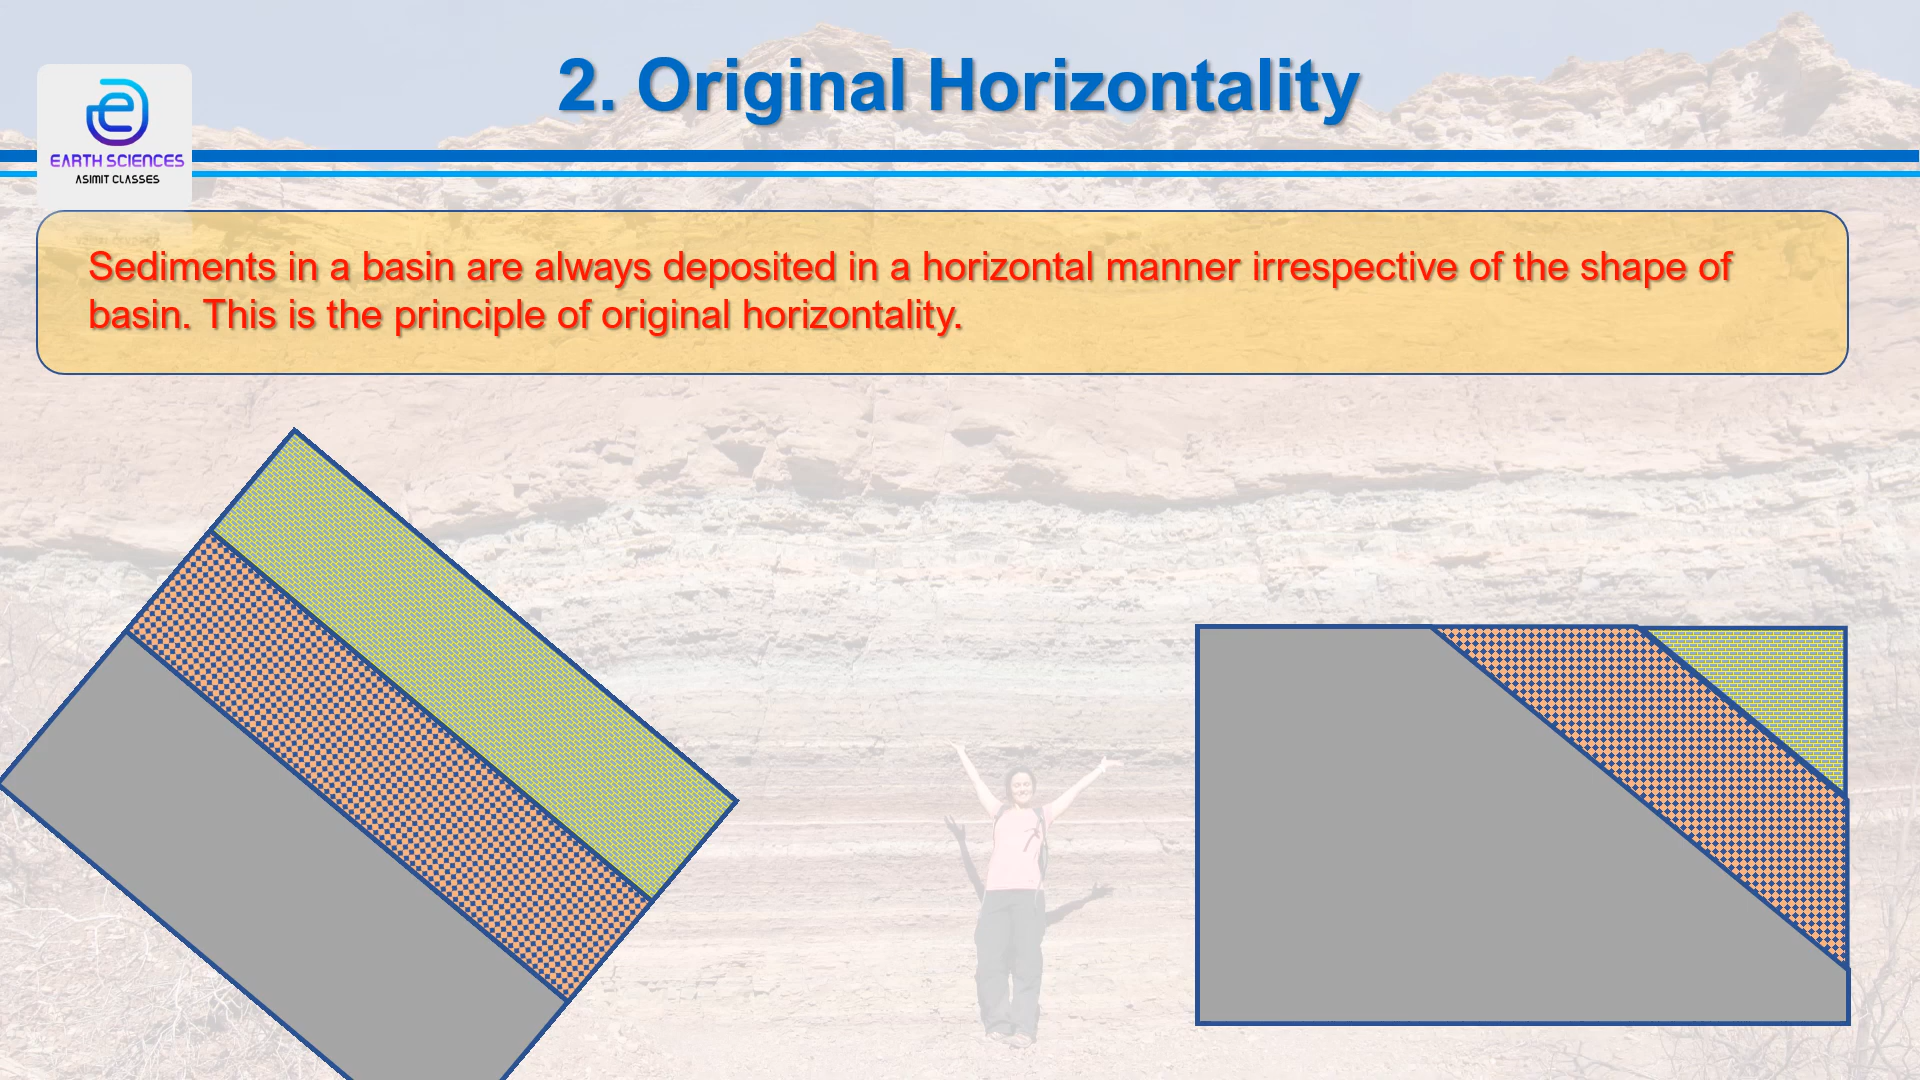 2. Original Horizontality
EARTH SCIENCES
ASIMIT CLASSES
Sediments in a basin are always deposited in a horizontal manner irrespective of the shape of
basin. This is the principle of original horizontality.